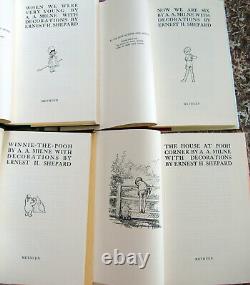 WHEN WE WERE
VERY YOUNG BY
A. A. MILNE WITH
DECORATIONS BY
ERNEST H. SHEPARD
METHUEN
NOW WE ARE
SIX BY A. A. MILNE
WITH DECORATIONS BY
ERNEST H. SHEPARD
METHUEN
WINNIE-THE-POOH
BY A. A. MILNE WITH
DECORATIONS BY
ERNEST H. SHEPARD
METHUEN
THE HOUSE AT POOH
CORNER BY A. A. MILNE
WITH DECORATIONS BY
ERNEST H. SHEPARD
METHUEN
withKOALA.com